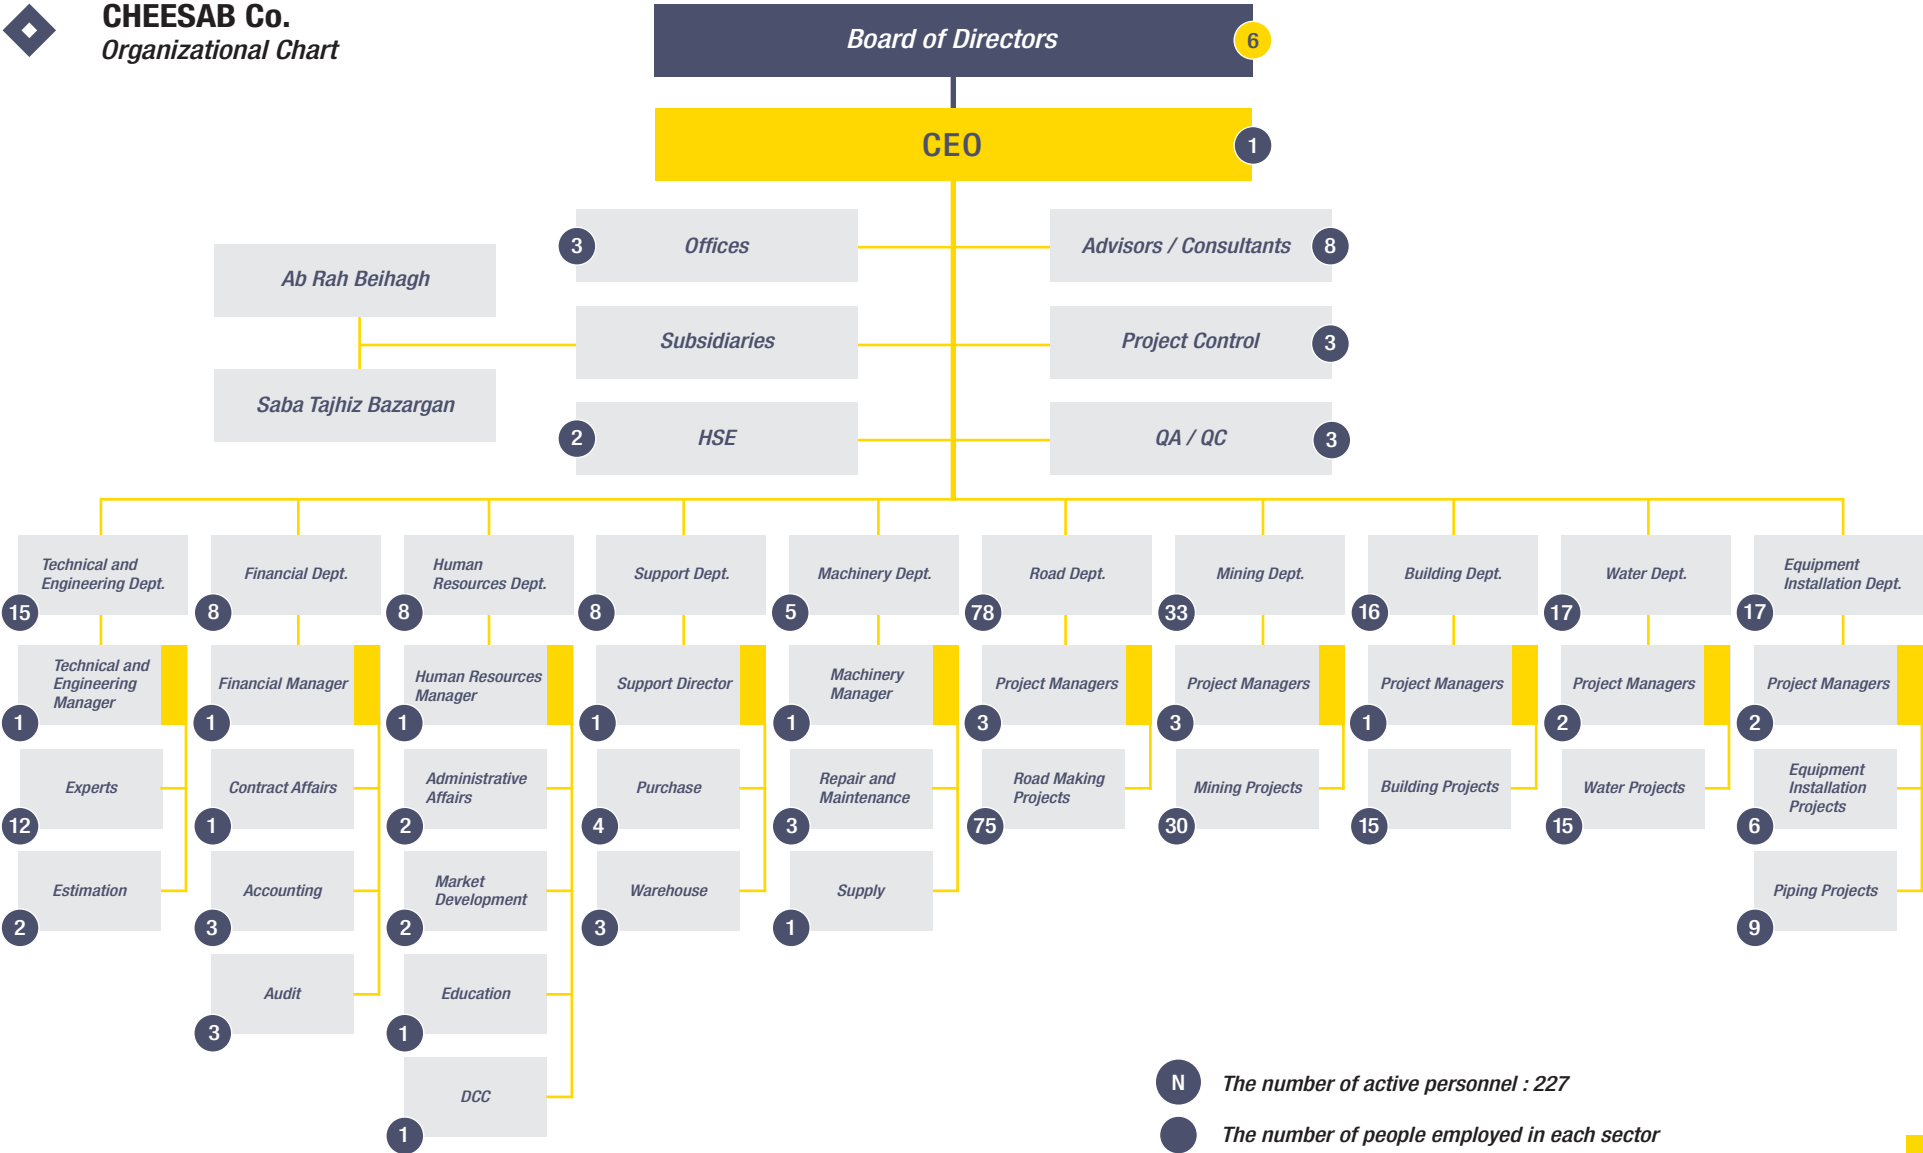 CHEESAB Co.
Organizational Chart
Board of Directors
6
CEO
1
3
Offices
Advisors / Consultants
8
Ab Rah Beihagh
Subsidiaries
Project Control
3
Saba Tajhiz Bazargan
2
HSE
QA / QC
3
Technical and
Engineering Dept.
15
Financial Dept.
8
Human
Resources Dept.
8
Support Dept.
8
Machinery Dept.
5
Road Dept.
78
Mining Dept.
33
Building Dept.
16
Water Dept.
17
Equipment
Installation Dept.
17
Technical and
Engineering
Manager
1
Financial Manager
1
Human Resources
Manager
1
Support Director
1
Machinery
Manager
1
Project Managers
3
Project Managers
3
Project Managers
1
Project Managers
2
Project Managers
2
Experts
12
Contract Affairs
1
Administrative
Affairs
2
Purchase
4
Repair and
Maintenance
3
Road Making
Projects
75
Mining Projects
30
Building Projects
15
Water Projects
15
Equipment
Installation
Projects
6
Estimation
2
Accounting
3
Market
Development
2
Warehouse
3
Supply
1
Piping Projects
9
Audit
3
Education
1
DCC
1
N
The number of active personnel : 227
The number of people employed in each sector